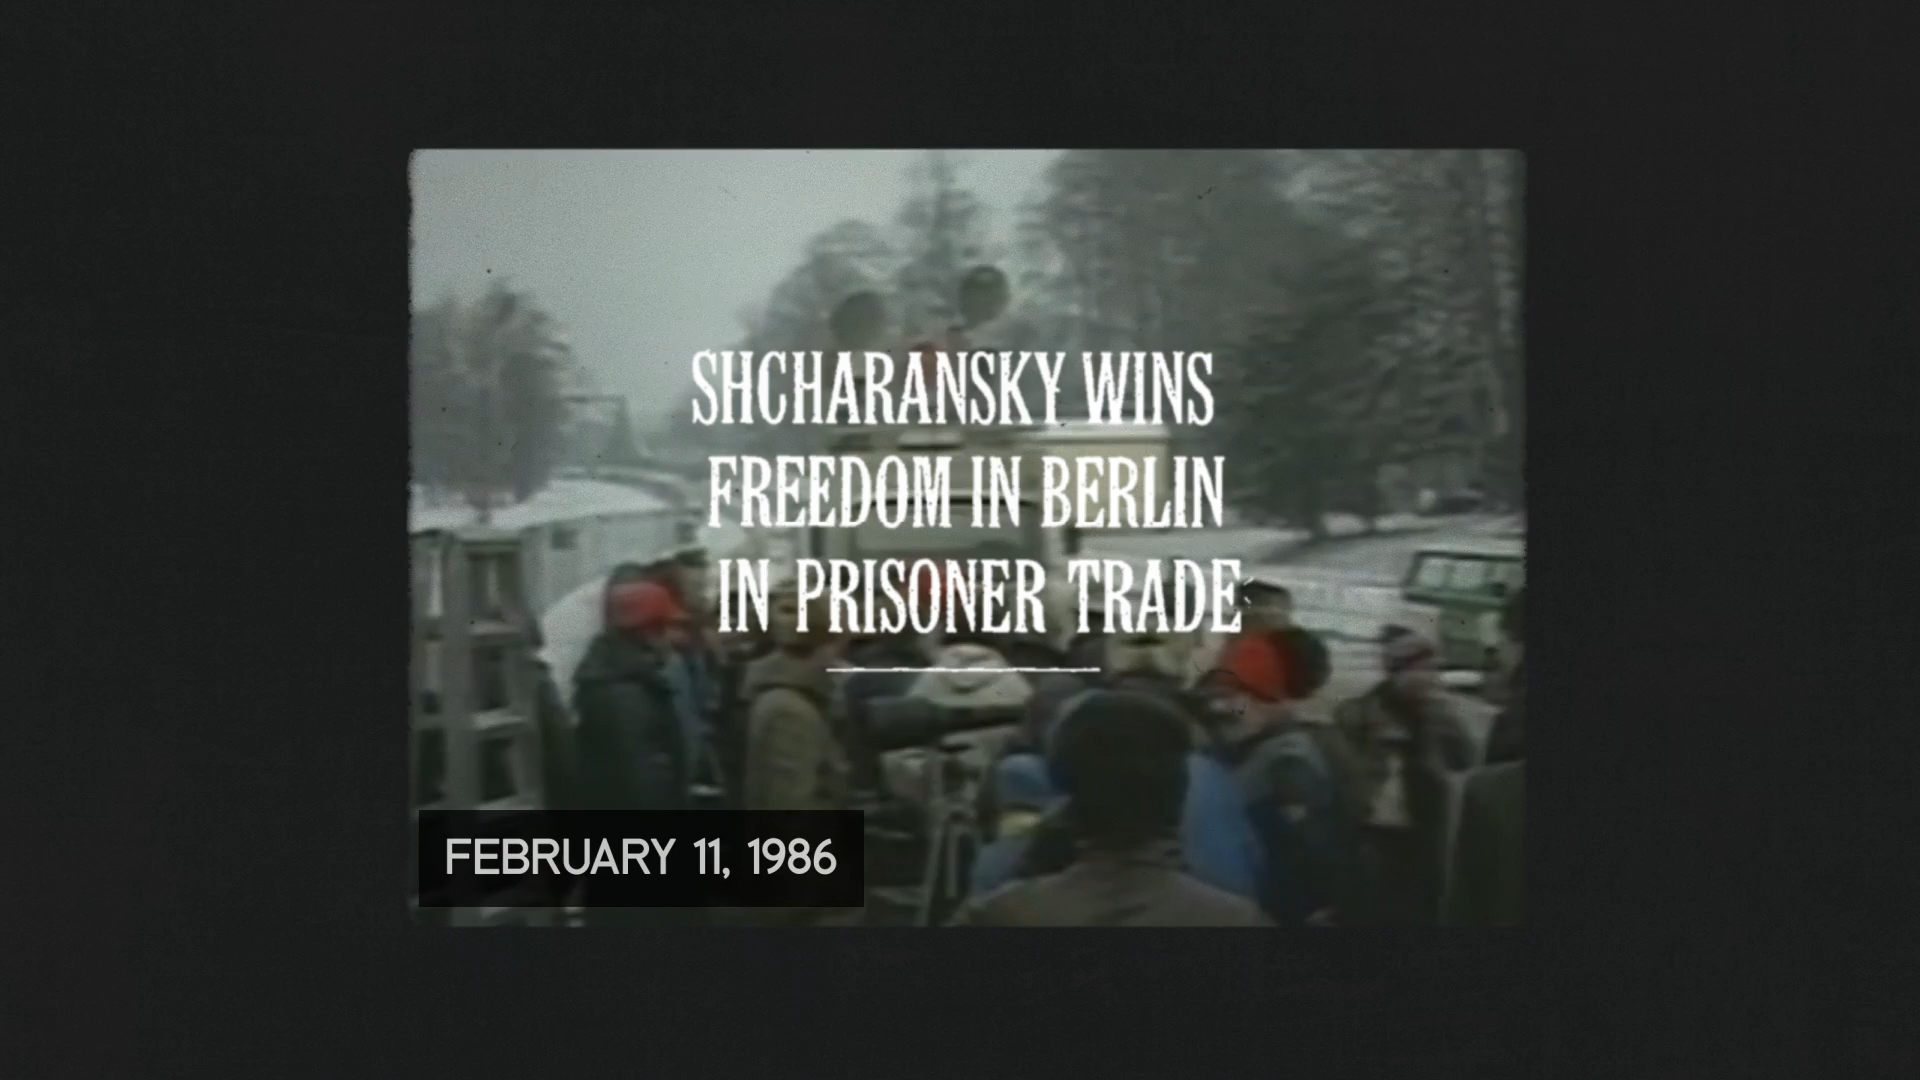 SHCHARANSKY WINS
FREEDOM IN BERLIN
IN PRISONER TRADE
FEBRUARY 11, 1986